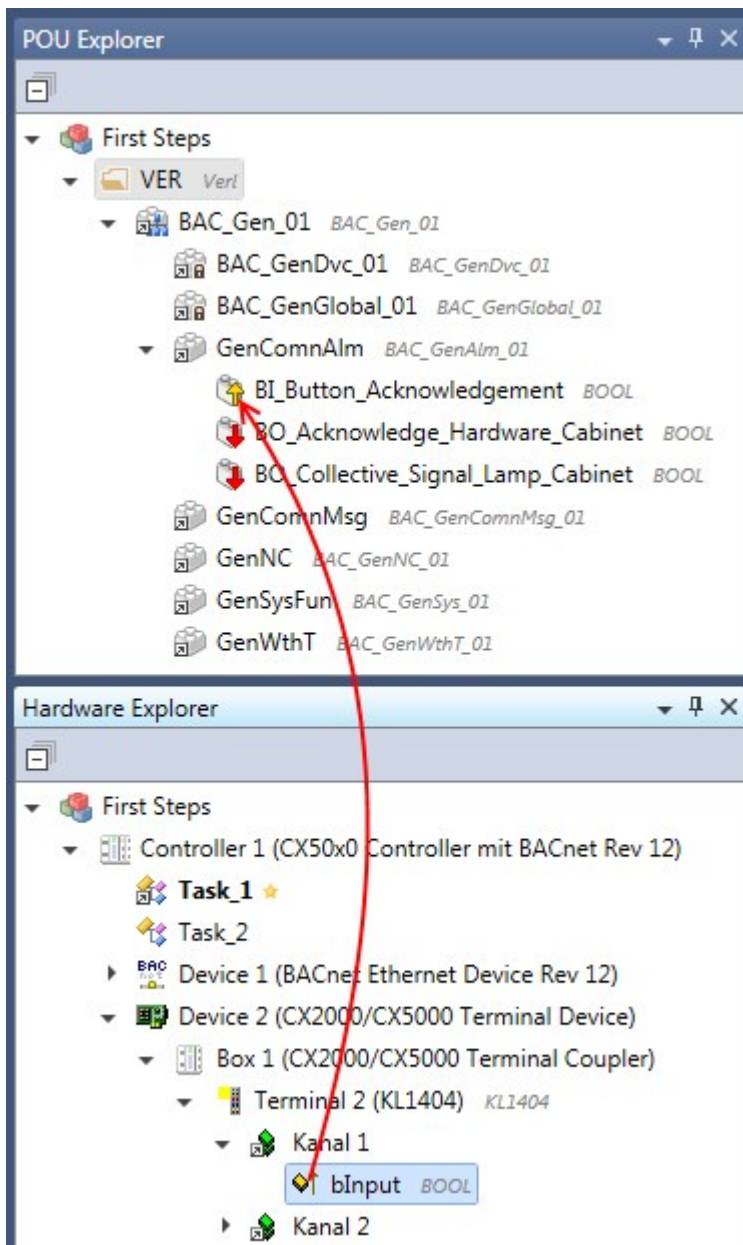 POU Explorer
First Steps
VER Verl
BAC_Gen_01 BAC_Gen_01
BAC_GenDvc_01 BAC_GenDvc_01
BAC_GenGlobal_01 BAC_GenGlobal_01
GenComnAlm BAC_GenAlm_01
BI_Button_Acknowledgement BOOL
BO_Acknowledge_Hardware_Cabinet BOOL
BO_Collective_Signal_Lamp_Cabinet BOOL
GenComnMsg BAC_GenComnMsg_01
GenNC BAC_GenNC_01
GenSysFun BAC_GenSys_01
GenWthT BAC_GenWthT_01
Hardware Explorer
First Steps
Controller 1 (CX50x0 Controller mit BACnet Rev 12)
Task_1
Task_2
BAC
net
Device 1 (BACnet Ethernet Device Rev 12)
Device 2 (CX2000/CX5000 Terminal Device)
Box 1 (CX2000/CX5000 Terminal Coupler)
Terminal 2 (KL1404) KL1404
Kanal 1
bInput BOOL
Kanal 2